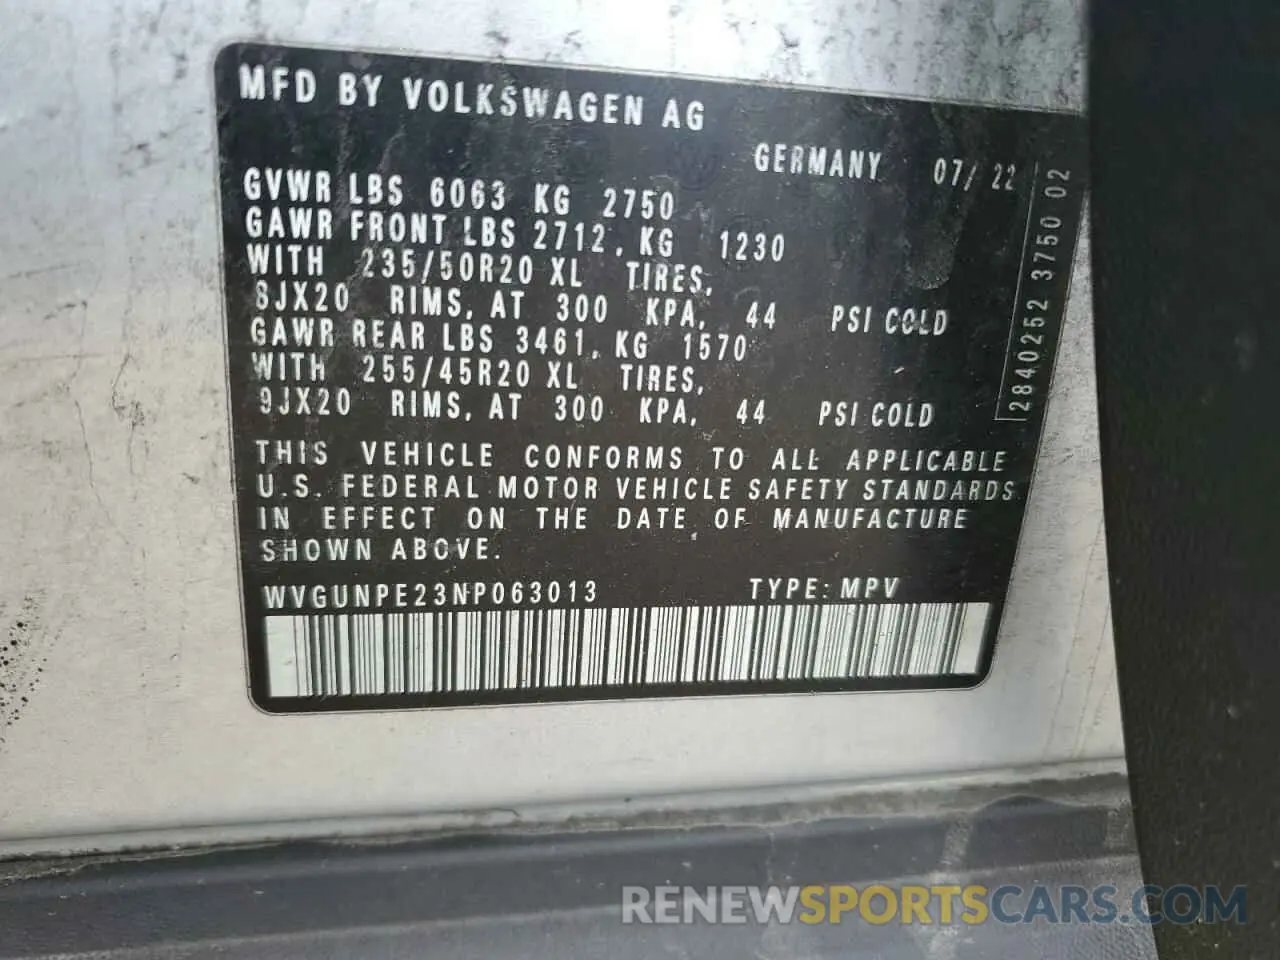 MFD BY VOLKSWAGEN AG
GERMANY 07/ 22
GVWR LBS 6063 KG 2750
GAWR FRONT LBS 2712, KG 1230
WITH 235/50R20 XL TIRES,
8JX20 RIMS, AT 300 KPA, 44 PSI COLD
GAWR REAR LBS 3461, KG 1570
WITH 255/45R20 XL TIRES,
9JX20 RIMS, AT 300 KPA, 44 PSI COLD
2840252 3750 02
THIS VEHICLE CONFORMS TO ALL APPLICABLE
U.S. FEDERAL MOTOR VEHICLE SAFETY STANDARDS
IN EFFECT ON THE DATE OF MANUFACTURE
SHOWN ABOVE.
WVGUNPE23NP063013 TYPE: MPV
RENEWSPORTSCARS.COM